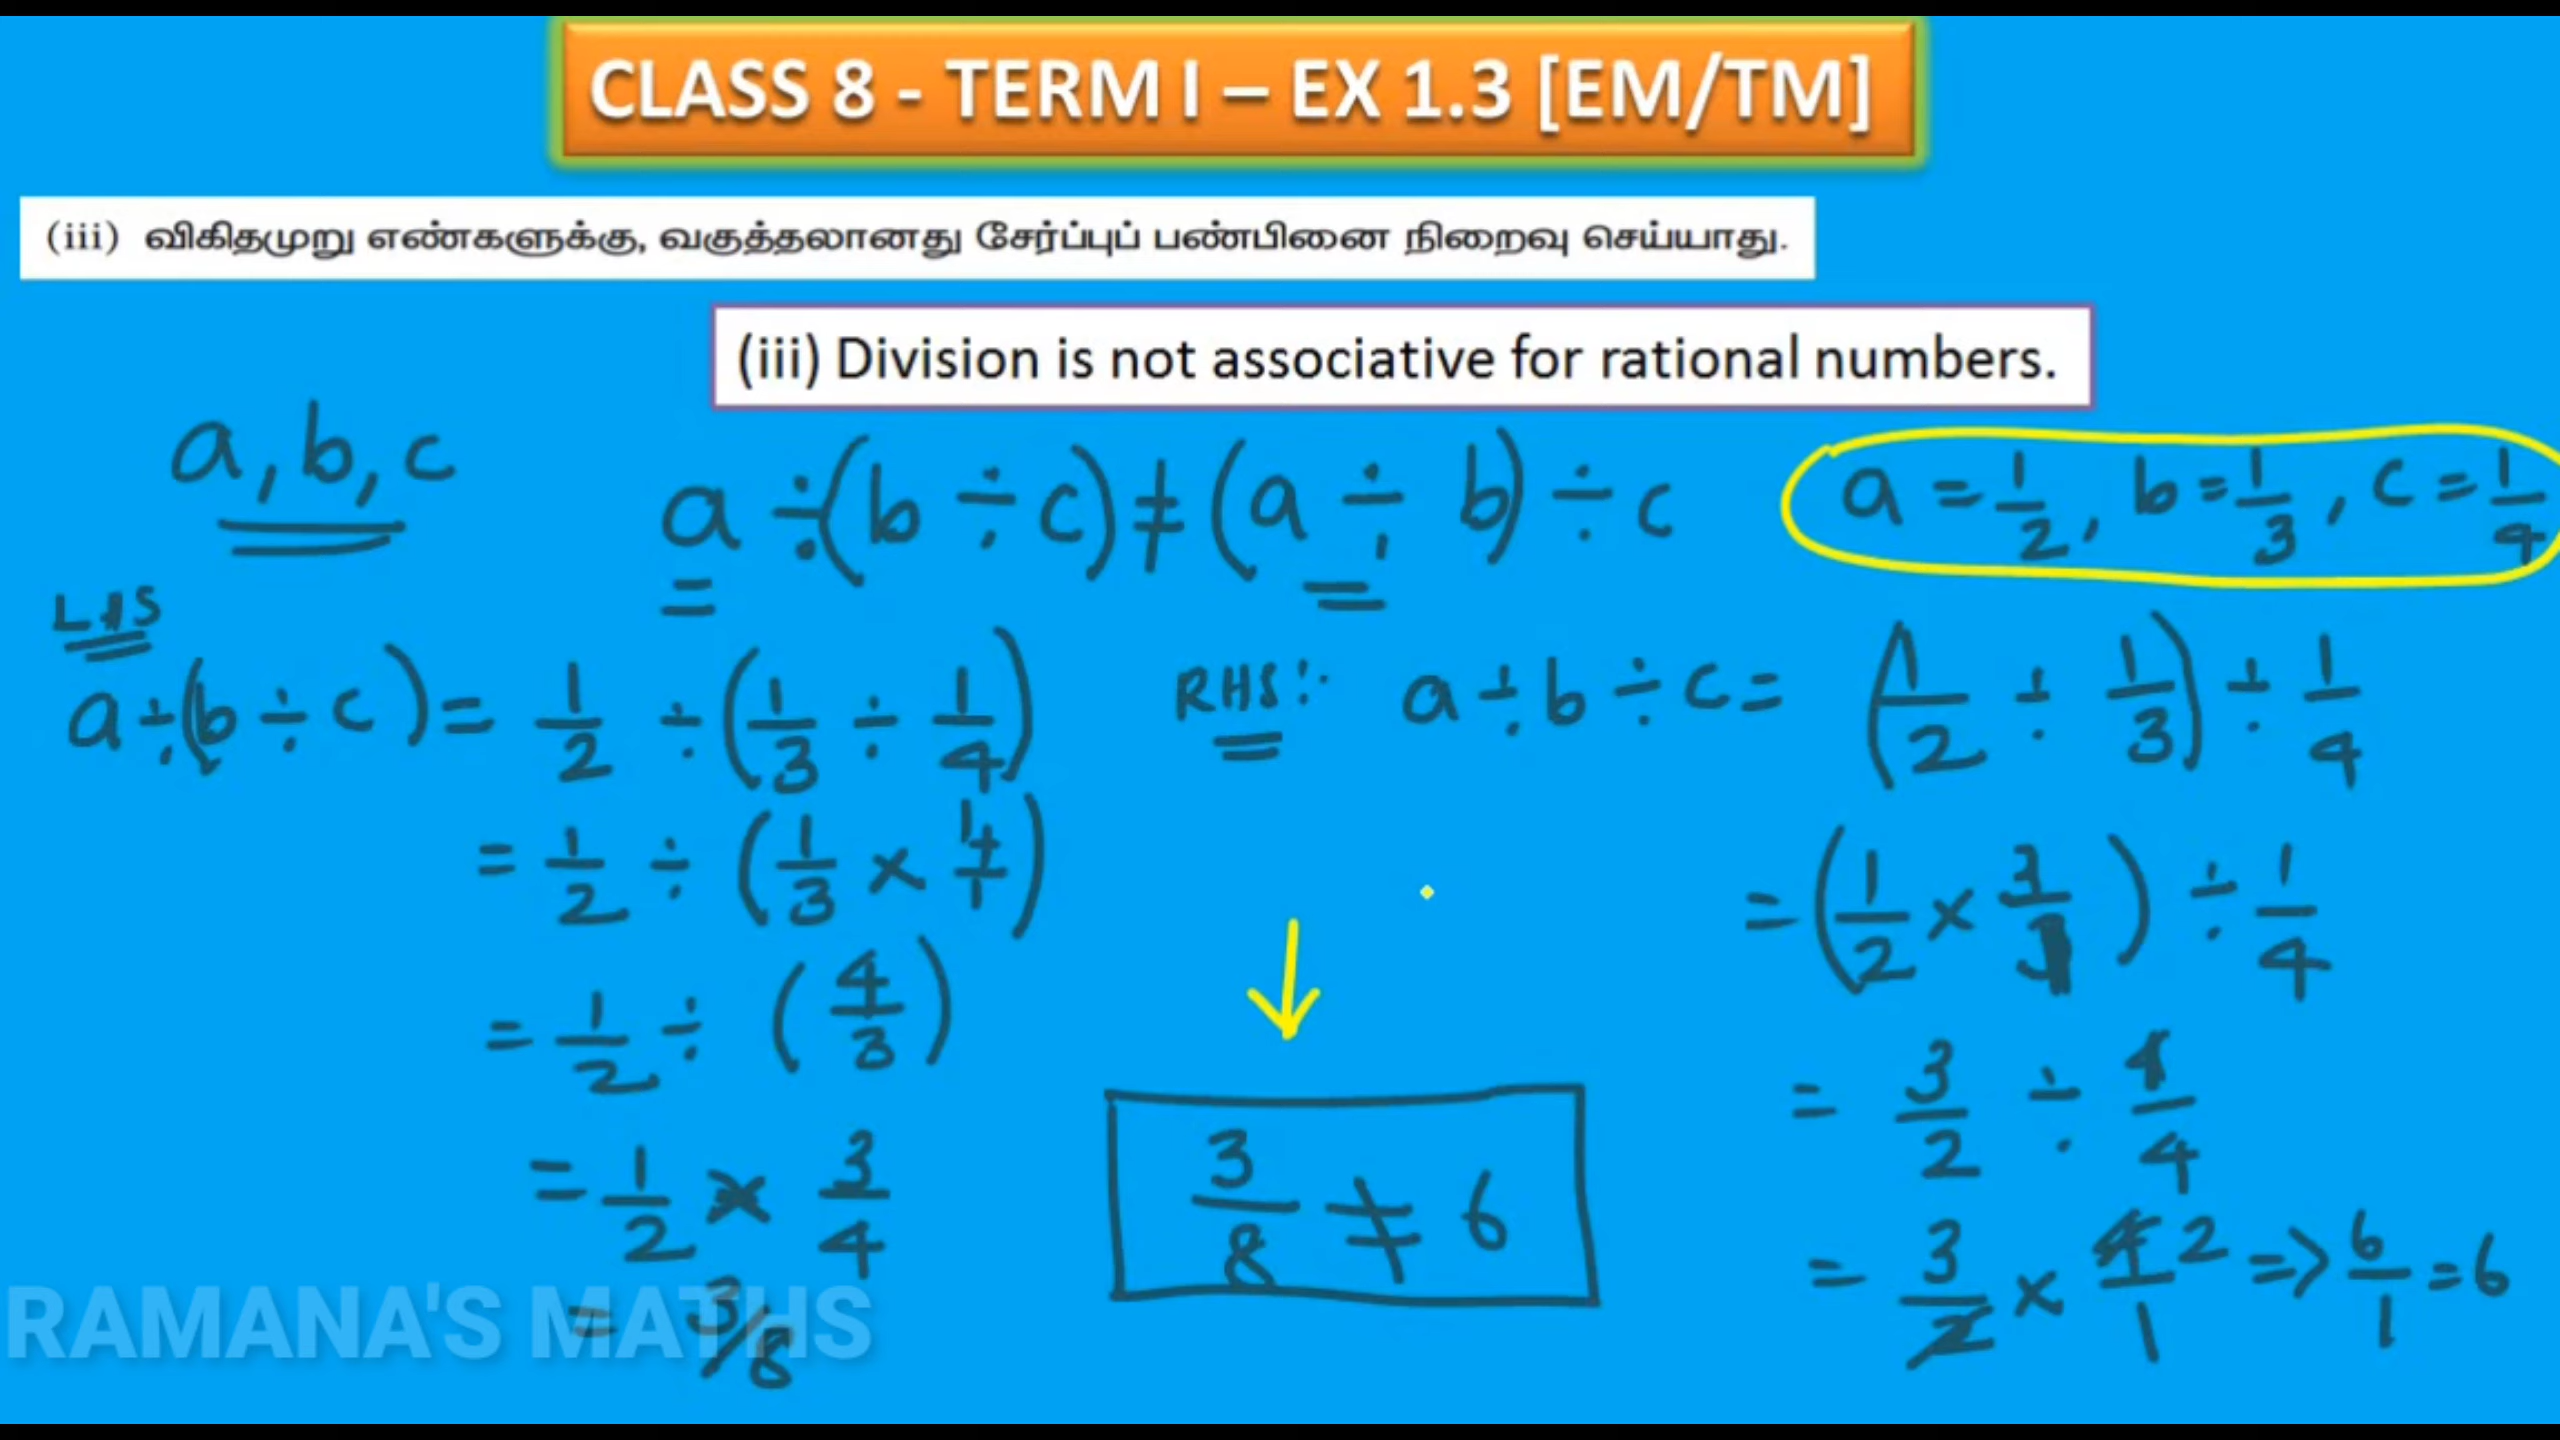 CLASS 8 - TERM I – EX 1.3 [EM/TM]
(iii) விகிதமுறு எண்களுக்கு, வகுத்தலானது சேர்ப்புப் பண்பினை நிறைவு செய்யாது.
(iii) Division is not associative for rational numbers.
a, b, c
a ÷ (b ÷ c) ≠ (a ÷ b) ÷ c
a = 1/2, b = 1/3, c = 1/4
LHS
a ÷ (b ÷ c) = 1/2 ÷ (1/3 ÷ 1/4)
= 1/2 ÷ (1/3 × 4/1)
= 1/2 ÷ (4/3)
= 1/2 × 3/4
= 3/8
RHS:- a ÷ b ÷ c = (1/2 ÷ 1/3) ÷ 1/4
= (1/2 × 3/1) ÷ 1/4
= 3/2 ÷ 1/4
= 3/2 × 4/1 2 => 6/1 = 6
3/8 ≠ 6
RAMANA'S MATHS